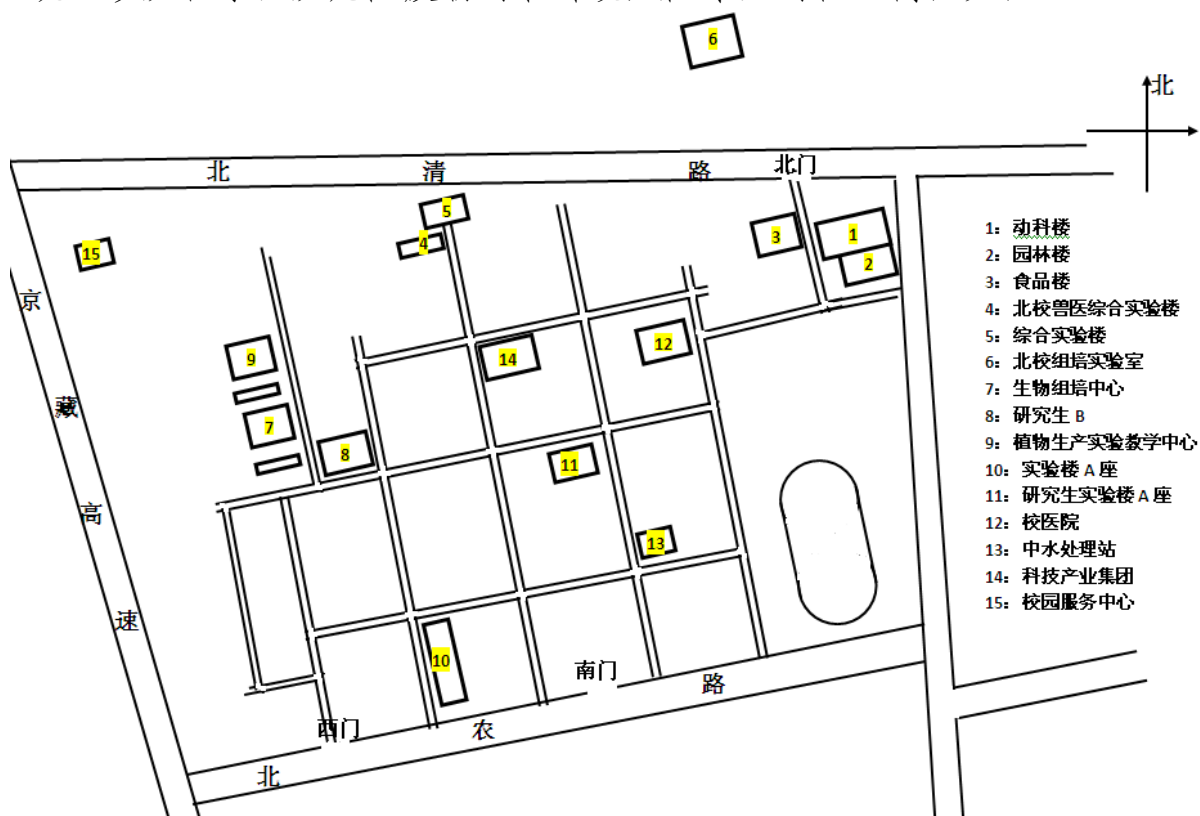 6
北
北 清 路 北门
5
4
3
1
2
15
京
9
14
12
藏
7
8
11
高
13
速
10
南门
路
西门
农
北
1：动科楼
2：园林楼
3：食品楼
4：北校兽医综合实验楼
5：综合实验楼
6：北校组培实验室
7：生物组培中心
8：研究生 B
9：植物生产实验教学中心
10：实验楼 A 座
11：研究生实验楼 A 座
12：校医院
13：中水处理站
14：科技产业集团
15：校园服务中心